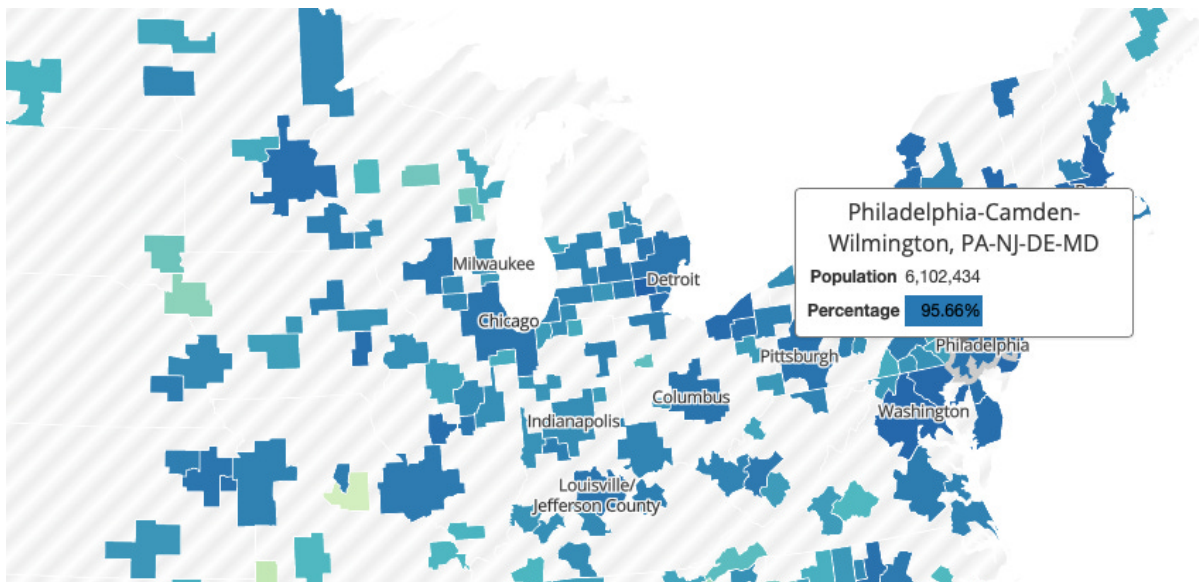 Philadelphia-Camden-
Wilmington, PA-NJ-DE-MD
Population 6,102,434
Percentage 95.66%
Milwaukee
Detroit
Chicago
Philadelphia
Pittsburgh
Columbus
Washington
Indianapolis
Louisville/
Jefferson County